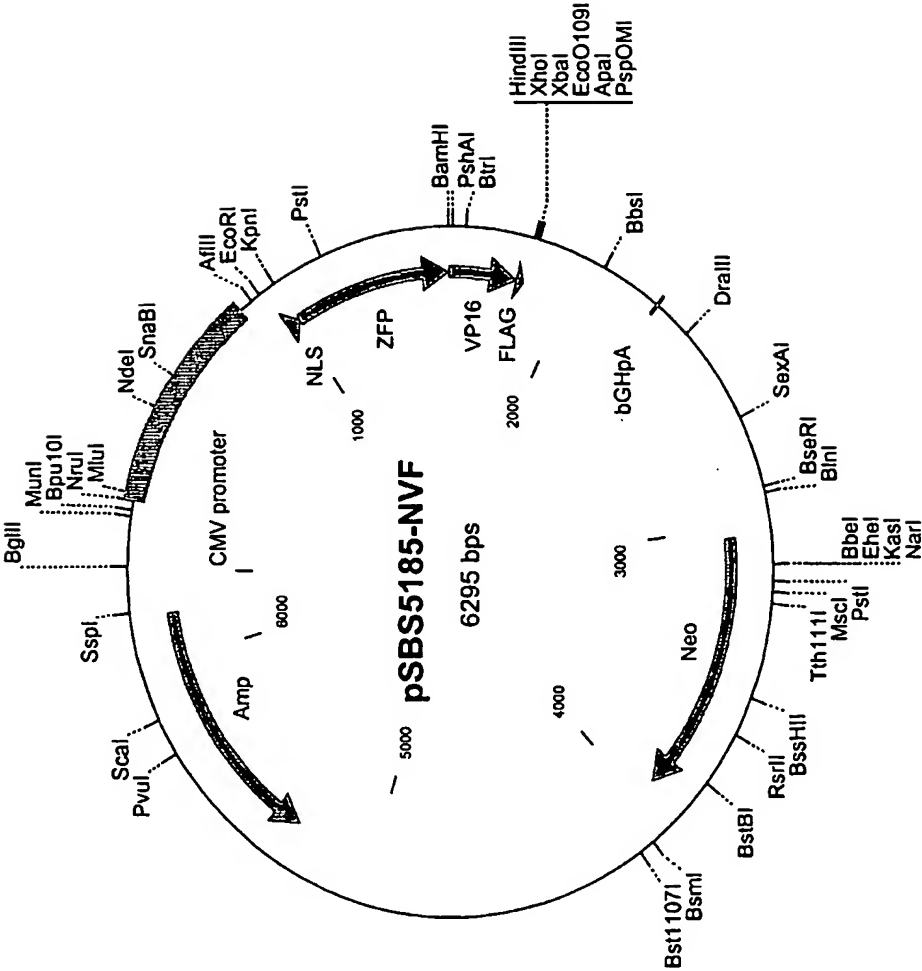 pSBS5185-NVF
6295 bps
BglII
MunI
Bpu10I
NruI
MluI
NdeI
SnaBI
AflII
EcoRI
KpnI
PstI
BamHI
PshAI
BtrI
HindIII
XhoI
XbaI
EcoO109I
ApaI
PspOMI
BbsI
DraIII
SexAI
BseRI
BlnI
BbeI
EheI
KasI
NarI
PstI
MscI
Tth111I
BssHII
RsrII
BstBI
BsmI
Bst1107I
PvuI
ScaI
SspI
CMV promoter
NLS
ZFP
VP16
FLAG
bGHpA
Neo
Amp
1000
2000
3000
4000
5000
6000